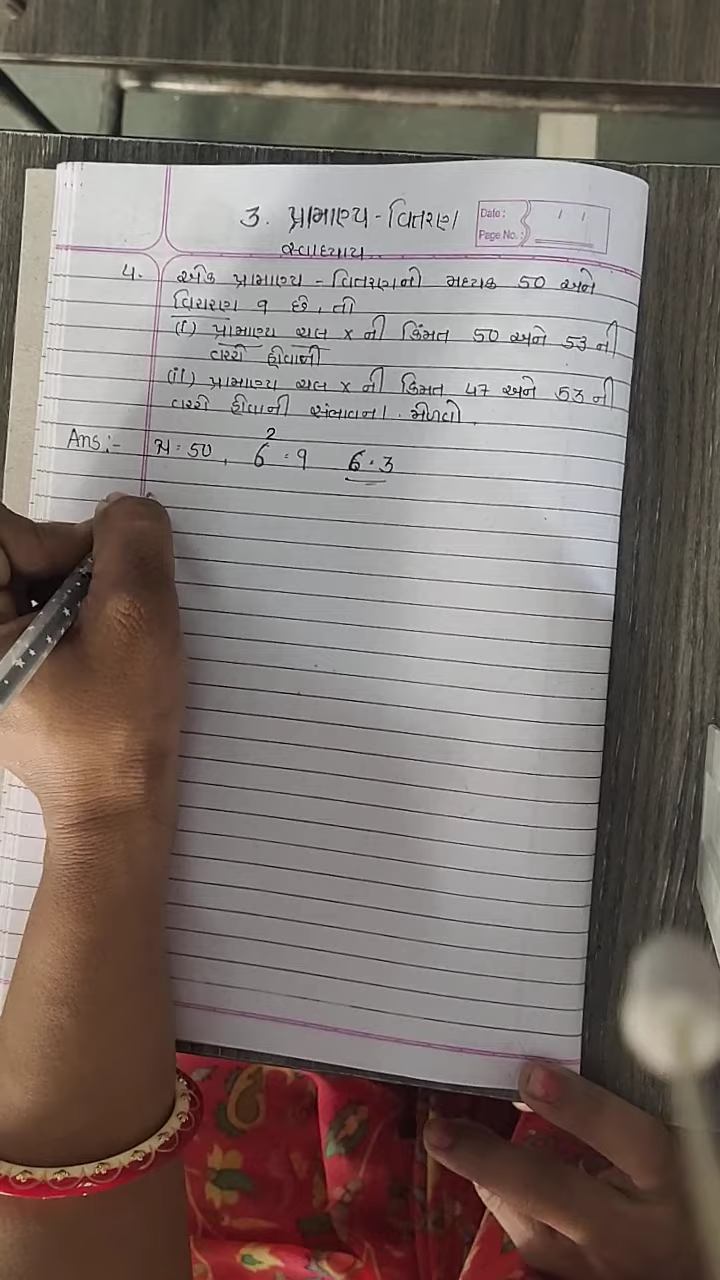 3. પ્રામાણ્ય - વિતરણ
Date :
Page No. :
સ્વાધ્યાય
4. એક પ્રામાણ્ય - વિતરણની મધ્યક 50 અને
વિચરણ 9 છે, તી
(i) પ્રામાણ્ય ચલ x ની કિંમત 50 અને 53 ની
વચ્ચે હીવાની
(ii) પ્રામાણ્ય ચલ x ની કિંમત 47 અને 53 ની
વચ્ચે હીવાની સંભાવના મેળવો.
Ans:- μ = 50, σ² = 9 σ = 3